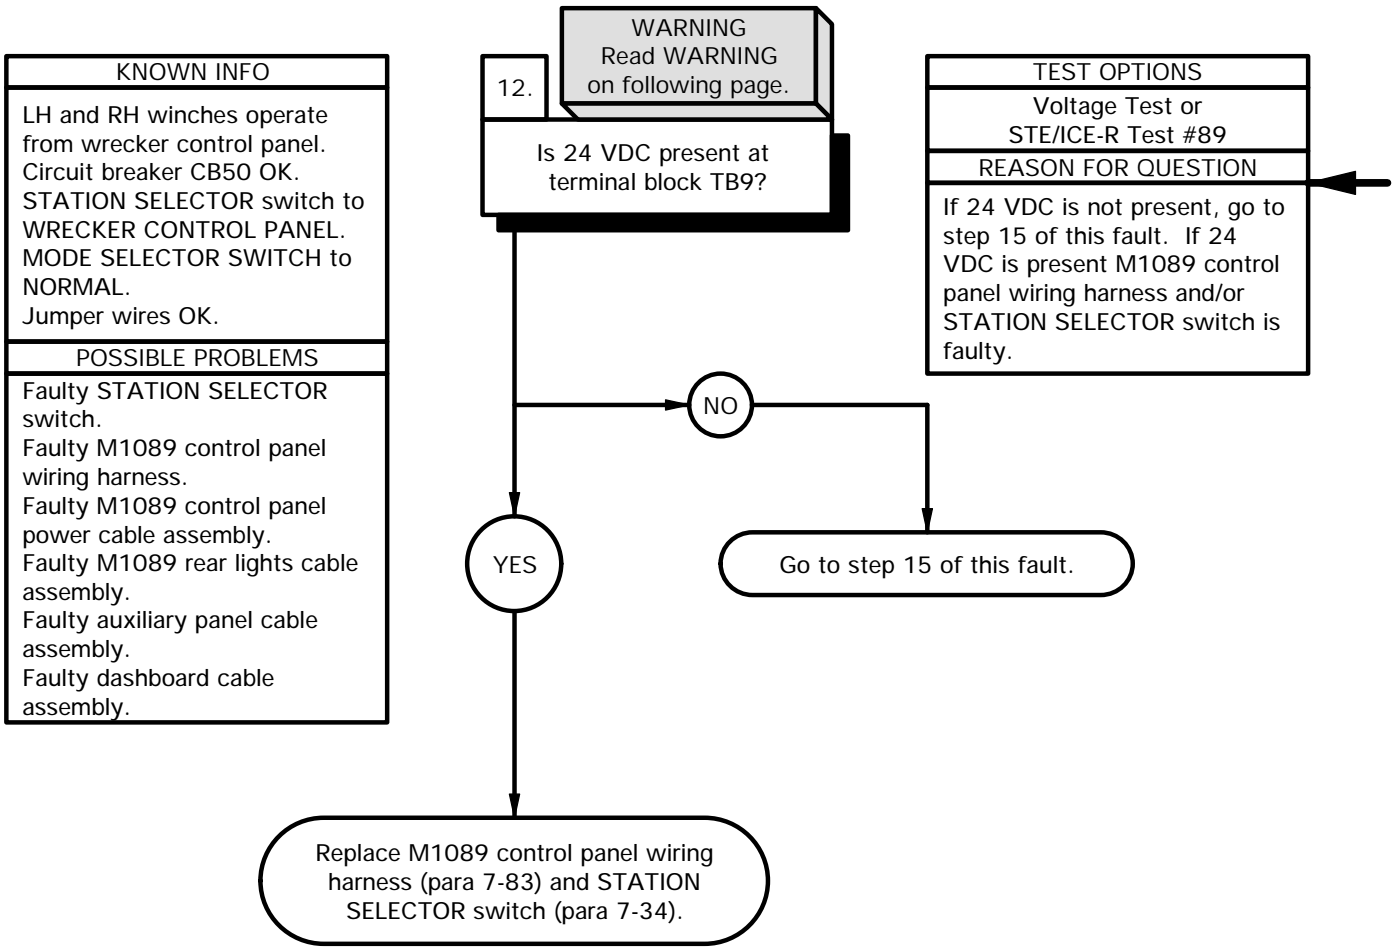 KNOWN INFO
LH and RH winches operate
from wrecker control panel.
Circuit breaker CB50 OK.
STATION SELECTOR switch to
WRECKER CONTROL PANEL.
MODE SELECTOR SWITCH to
NORMAL.
Jumper wires OK.
POSSIBLE PROBLEMS
Faulty STATION SELECTOR
switch.
Faulty M1089 control panel
wiring harness.
Faulty M1089 control panel
power cable assembly.
Faulty M1089 rear lights cable
assembly.
Faulty auxiliary panel cable
assembly.
Faulty dashboard cable
assembly.
WARNING
Read WARNING
on following page.
12.
Is 24 VDC present at
terminal block TB9?
TEST OPTIONS
Voltage Test or
STE/ICE-R Test #89
REASON FOR QUESTION
If 24 VDC is not present, go to
step 15 of this fault. If 24
VDC is present M1089 control
panel wiring harness and/or
STATION SELECTOR switch is
faulty.
NO
YES
Go to step 15 of this fault.
Replace M1089 control panel wiring
harness (para 7-83) and STATION
SELECTOR switch (para 7-34).